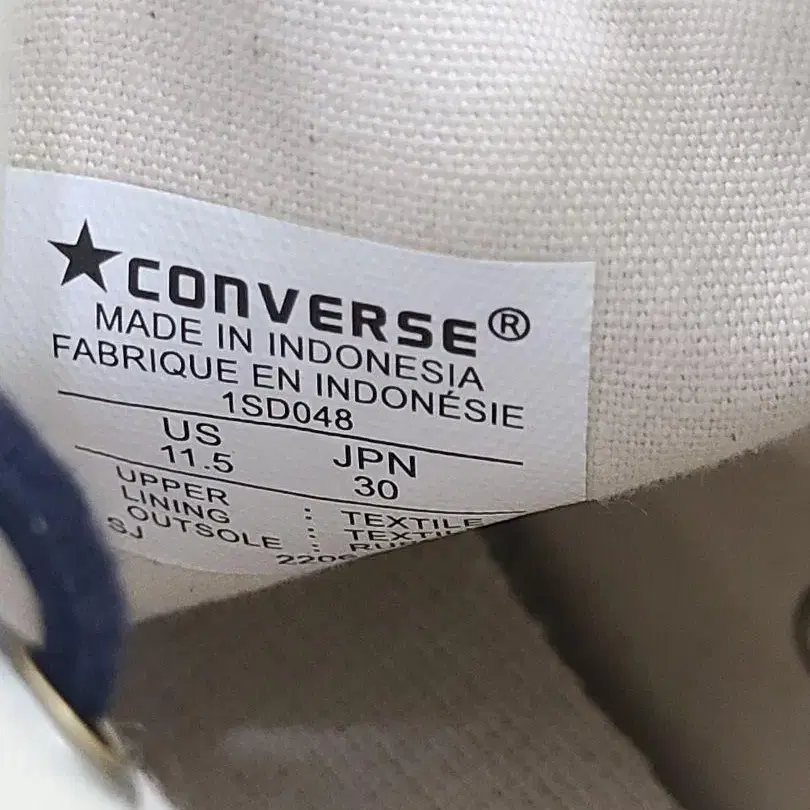 ★CONVERSE®
MADE IN INDONESIA
FABRIQUE EN INDONÉSIE
1SD048
US JPN
11.5 30
UPPER : TEXTILE
LINING :
OUTSOLE :
SJ